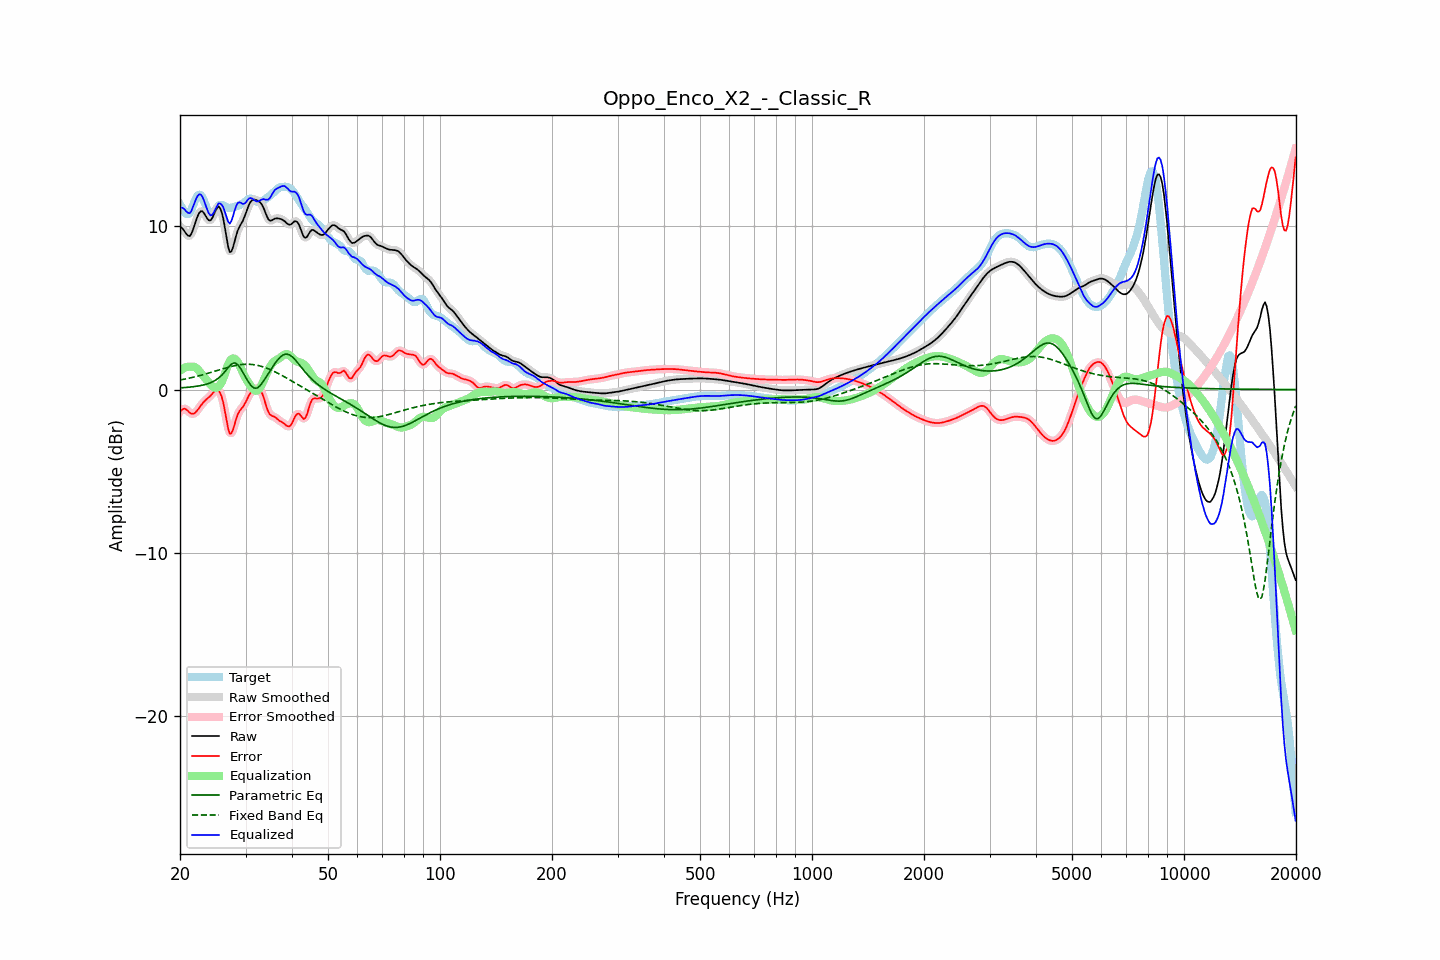 Oppo_Enco_X2_-_Classic_R
10
0
−10
−20
Amplitude (dBr)
Target
Raw Smoothed
Error Smoothed
Raw
Error
Equalization
Parametric Eq
Fixed Band Eq
Equalized
20 50 100 200 500 1000 2000 5000 10000 20000
Frequency (Hz)